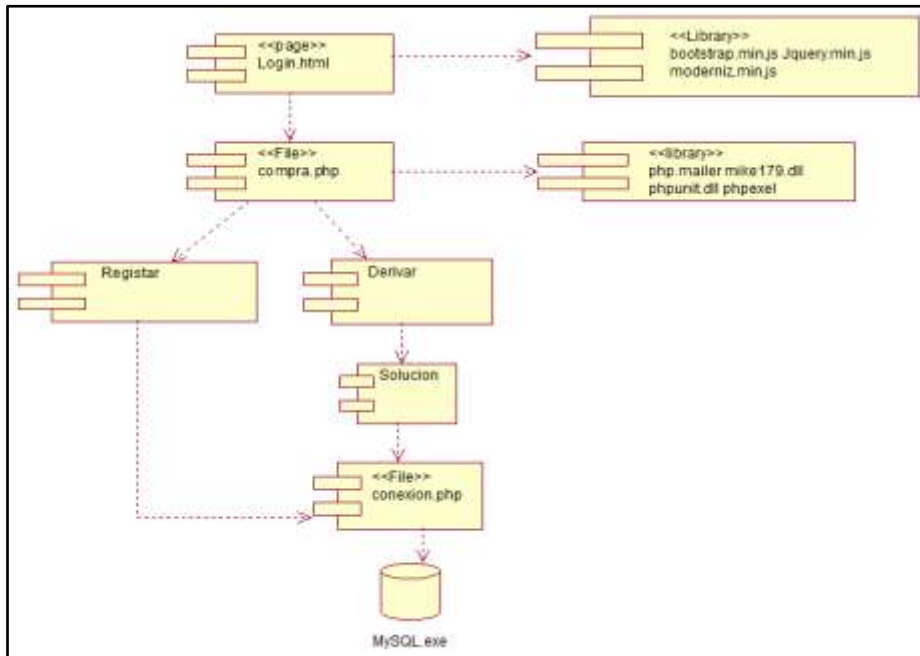 <<page>>
Login.html
<<Library>>
bootstrap.min.js Jquery.min.js
moderniz.min.js
<<File>>
compra.php
<<library>>
php.mailer mike179.dll
phpunit.dll phpexel
Registar
Derivar
Solucion
<<File>>
conexion.php
MySQL.exe